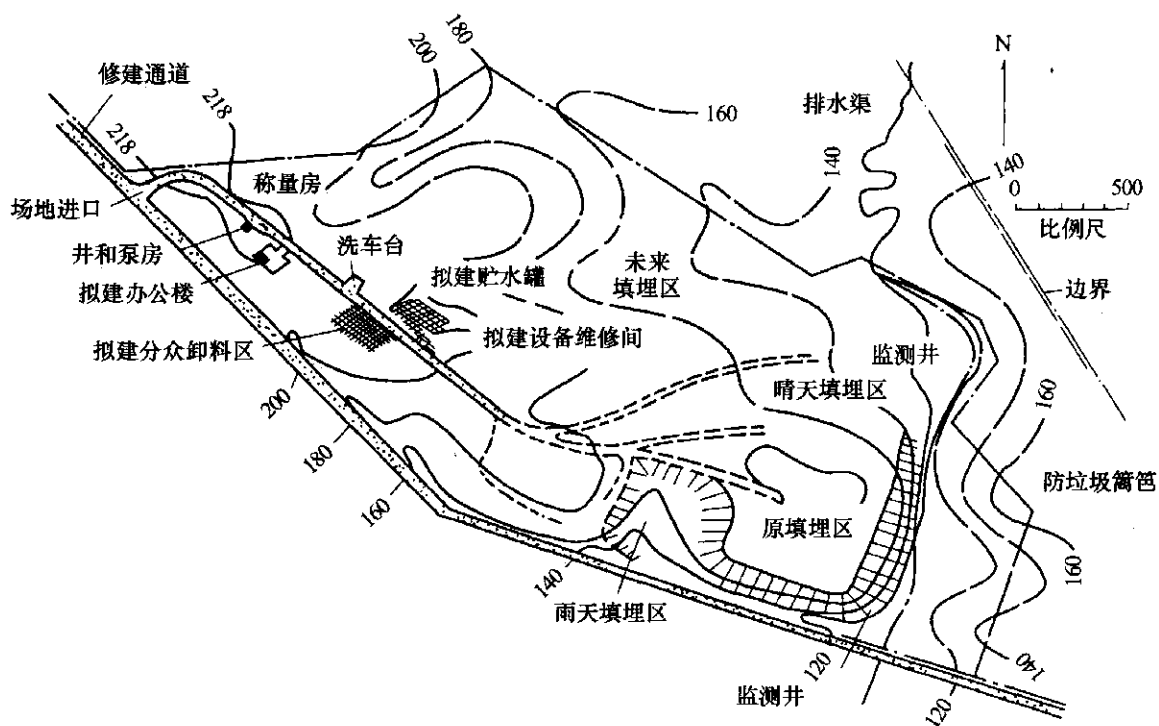 180
200
N
修建通道
218
218
160
排水渠
140
140
0 500
比例尺
称量房
场地进口
井和泵房
洗车台
拟建办公楼
拟建贮水罐
未来
填埋区
边界
拟建分众卸料区
拟建设备维修间
监测井
晴天填埋区
200
160
180
160
防垃圾篱笆
原填埋区
140
160
雨天填埋区
120
140
120
监测井